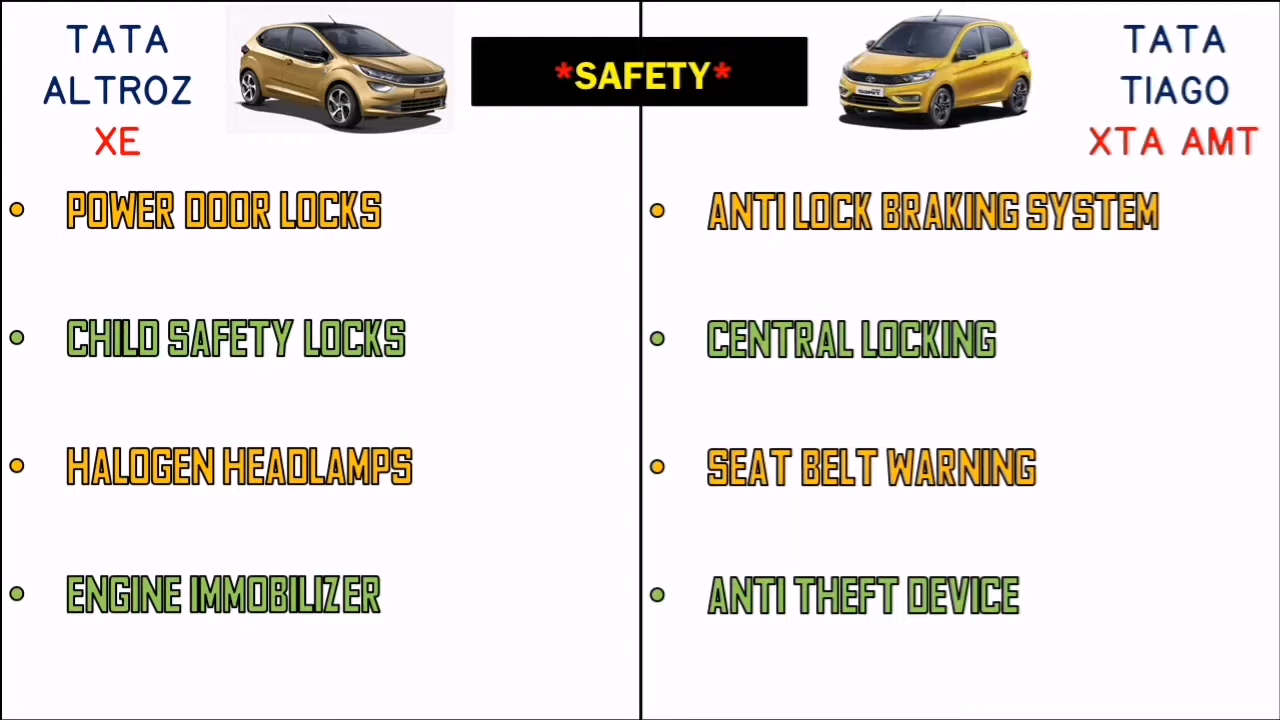 TATA
ALTROZ
XE
*SAFETY*
TATA
TIAGO
XTA AMT
• POWER DOOR LOCKS
• CHILD SAFETY LOCKS
• HALOGEN HEADLAMPS
• ENGINE IMMOBILIZER
• ANTI LOCK BRAKING SYSTEM
• CENTRAL LOCKING
• SEAT BELT WARNING
• ANTI THEFT DEVICE